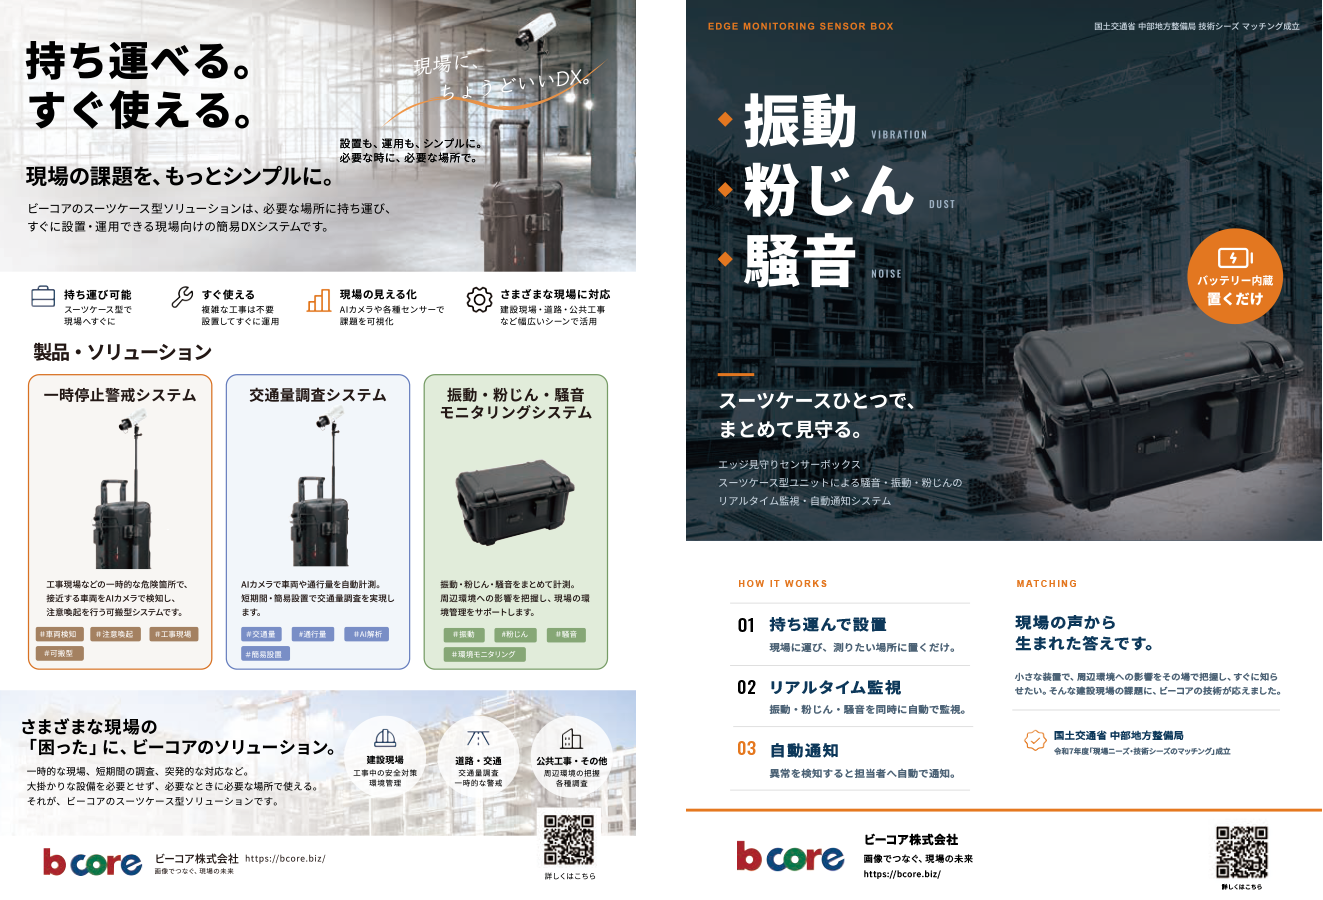 持ち運べる。
すぐ使える。
現場に、
ちょうどいいDX。
設置も、運用も、シンプルに。
必要な時に、必要な場所で。
現場の課題を、もっとシンプルに。
ビーコアのスーツケース型ソリューションは、必要な場所に持ち運び、
すぐに設置・運用できる現場向けの簡易DXシステムです。
持ち運び可能
スーツケース型で
現場へすぐに
すぐ使える
複雑な工事は不要
設置してすぐに運用
現場の見える化
AIカメラや各種センサーで
課題を可視化
さまざまな現場に対応
建設現場・道路・公共工事
など幅広いシーンで活用
製品・ソリューション
一時停止警戒システム
工事現場などの一時的な危険箇所で、
接近する車両をAIカメラで検知し、
注意喚起を行う可搬型システムです。
#車両検知 #注意喚起 #工事現場
#可搬型
交通量調査システム
AIカメラで車両や通行量を自動計測。
短期間・簡易設置で交通量調査を実現し
ます。
#交通量 #通行量 #AI解析
#簡易設置
振動・粉じん・騒音
モニタリングシステム
振動・粉じん・騒音をまとめて計測。
周辺環境への影響を把握し、現場の環
境管理をサポートします。
#振動 #粉じん #騒音
#環境モニタリング
さまざまな現場の
「困った」に、ビーコアのソリューション。
一時的な現場、短期間の調査、突発的な対応など。
大掛かりな設備を必要とせず、必要なときに必要な場所で使える。
それが、ビーコアのスーツケース型ソリューションです。
建設現場
工事中の安全対策
環境管理
道路・交通
交通量調査
一時的な警戒
公共工事・その他
周辺環境の把握
各種調査
b core
ビーコア株式会社 https://bcore.biz/
画像でつなぐ、現場の未来
詳しくはこちら
EDGE MONITORING SENSOR BOX
国土交通省 中部地方整備局 技術シーズ マッチング成立
振動 VIBRATION
粉じん DUST
騒音 NOISE
バッテリー内蔵
置くだけ
スーツケースひとつで、
まとめて見守る。
エッジ見守りセンサーボックス
スーツケース型ユニットによる騒音・振動・粉じんの
リアルタイム監視・自動通知システム
HOW IT WORKS
01 持ち運んで設置
現場に運び、測りたい場所に置くだけ。
02 リアルタイム監視
振動・粉じん・騒音を同時に自動で監視。
03 自動通知
異常を検知すると担当者へ自動で通知。
MATCHING
現場の声から
生まれた答えです。
小さな装置で、周辺環境への影響をその場で把握し、すぐに知ら
せたい。そんな建設現場の課題に、ビーコアの技術が応えました。
国土交通省 中部地方整備局
令和7年度「現場ニーズ・技術シーズのマッチング」成立
b core
ビーコア株式会社
画像でつなぐ、現場の未来
https://bcore.biz/
詳しくはこちら